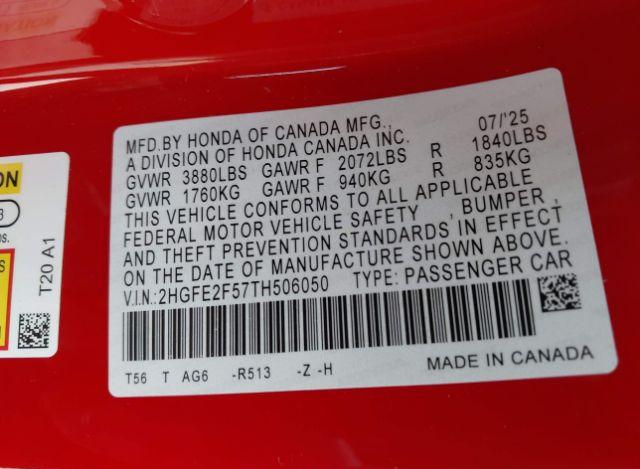 MFD.BY HONDA OF CANADA MFG., 07/'25
A DIVISION OF HONDA CANADA INC.
GVWR 3880LBS GAWR F 2072LBS R 1840LBS
GVWR 1760KG GAWR F 940KG R 835KG
THIS VEHICLE CONFORMS TO ALL APPLICABLE
FEDERAL MOTOR VEHICLE SAFETY , BUMPER ,
AND THEFT PREVENTION STANDARDS IN EFFECT
ON THE DATE OF MANUFACTURE SHOWN ABOVE.
V.I.N.:2HGFE2F57TH506050 TYPE: PASSENGER CAR
T56 T AG6 -R513 -Z -H MADE IN CANADA
ON
3
os.
S
T20 A1